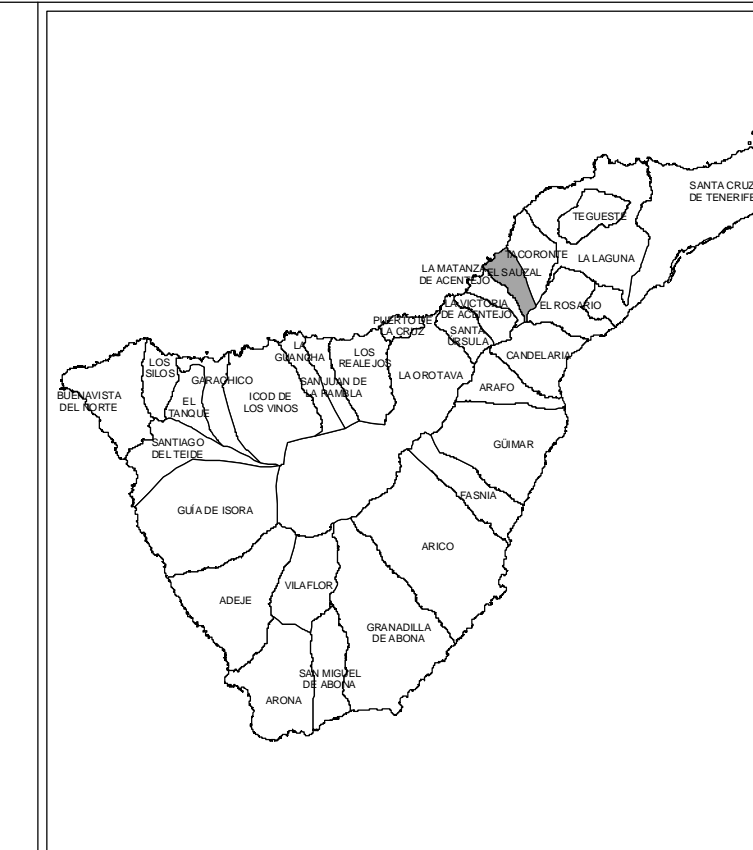 SANTA CRUZ
DE TENERIFE
TEGUESTE
TACORONTE
LA LAGUNA
LA MATANZA
DE ACENTEJO
EL SAUZAL
LA VICTORIA
DE ACENTEJO
EL ROSARIO
PUERTO DE
LA CRUZ
SANTA
URSULA
CANDELARIA
LA
GUANCHA
LOS
REALEJOS
LOS
SILOS
GARACHICO
SAN JUAN DE
LA RAMBLA
LA OROTAVA
ARAFO
BUENAVISTA
DEL NORTE
EL
TANQUE
ICOD DE
LOS VINOS
SANTIAGO
DEL TEIDE
GÜIMAR
FASNIA
GUÍA DE ISORA
ARICO
VILAFLOR
ADEJE
GRANADILLA
DE ABONA
SAN MIGUEL
DE ABONA
ARONA